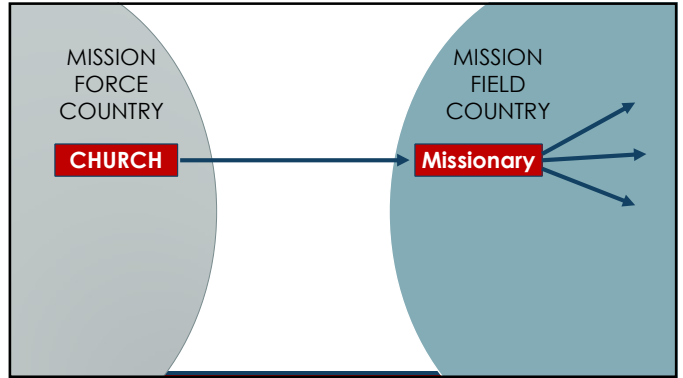 MISSION
FORCE
COUNTRY
CHURCH
MISSION
FIELD
COUNTRY
Missionary